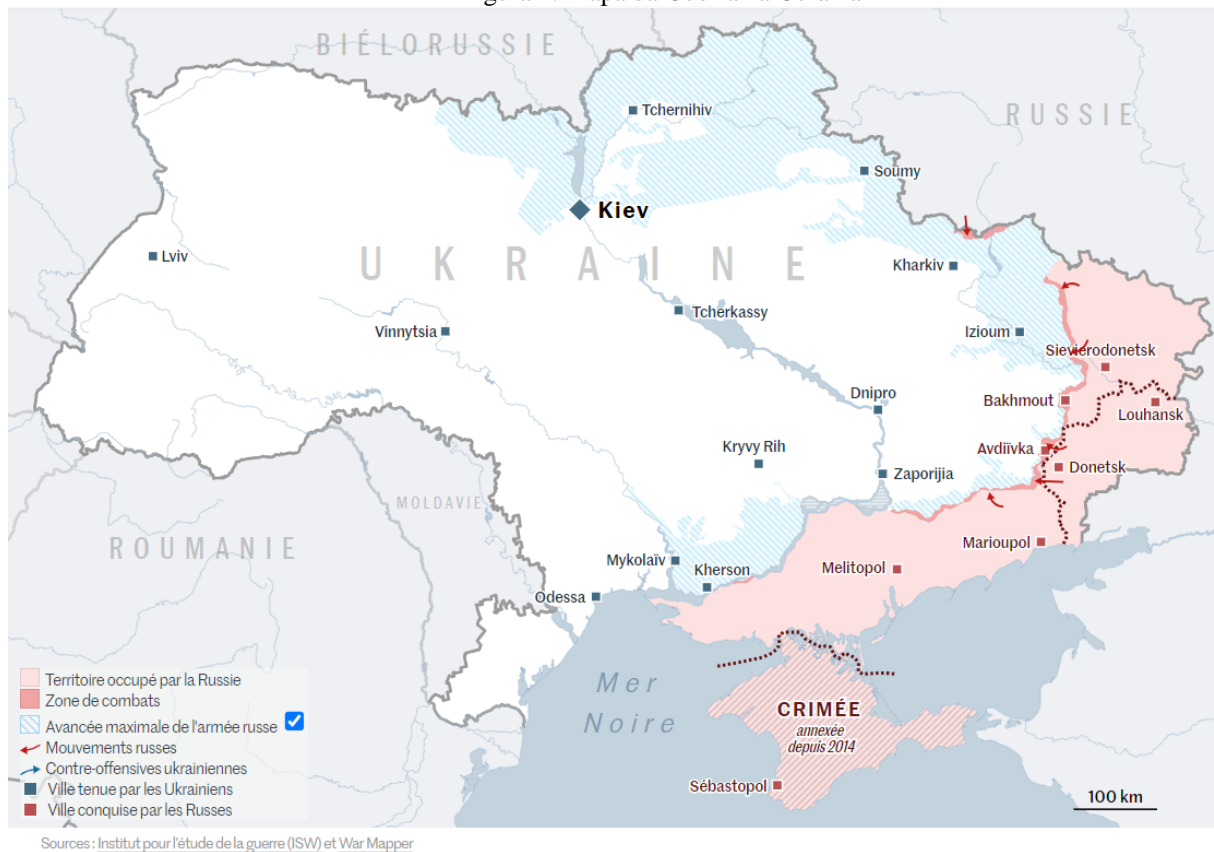 BIÉLORUSSIE
RUSSIE
Tchernihiv
Soumy
Kiev
UKRAINE
Lviv
Kharkiv
Tcherkassy
Vinnytsia
Izioum
Sievierodonetsk
Dnipro
Bakhmout
Louhansk
Kryvy Rih
Avdiïvka
Donetsk
Zaporijia
MOLDAVIE
ROUMANIE
Marioupol
Mykolaïv
Kherson
Melitopol
Odessa
Mer
Noire
CRIMÉE
annexée
depuis 2014
Sébastopol
100 km
Territoire occupé par la Russie
Zone de combats
Avancée maximale de l'armée russe
Mouvements russes
Contre-offensives ukrainiennes
Ville tenue par les Ukrainiens
Ville conquise par les Russes
Sources : Institut pour l'étude de la guerre (ISW) et War Mapper